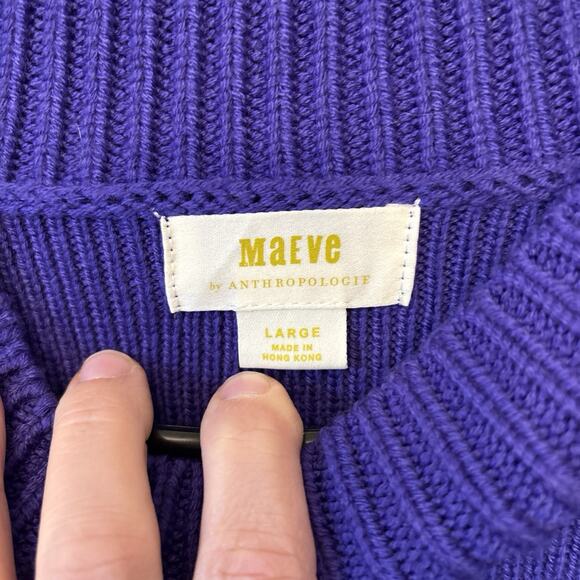 MaEVe
by ANTHROPOLOGIE
LARGE
MADE IN
HONG KONG